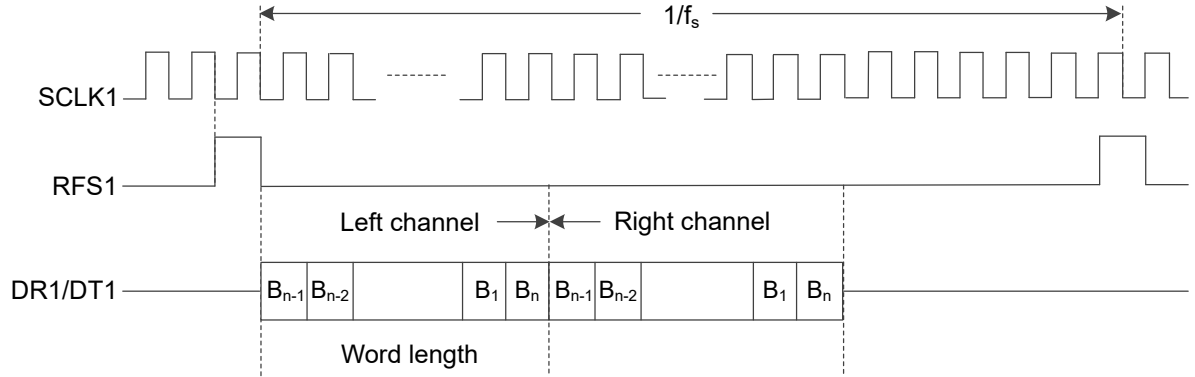 1/fs
SCLK1
RFS1
Left channel Right channel
DR1/DT1 Bn-1 Bn-2 B1 Bn Bn-1 Bn-2 B1 Bn
Word length